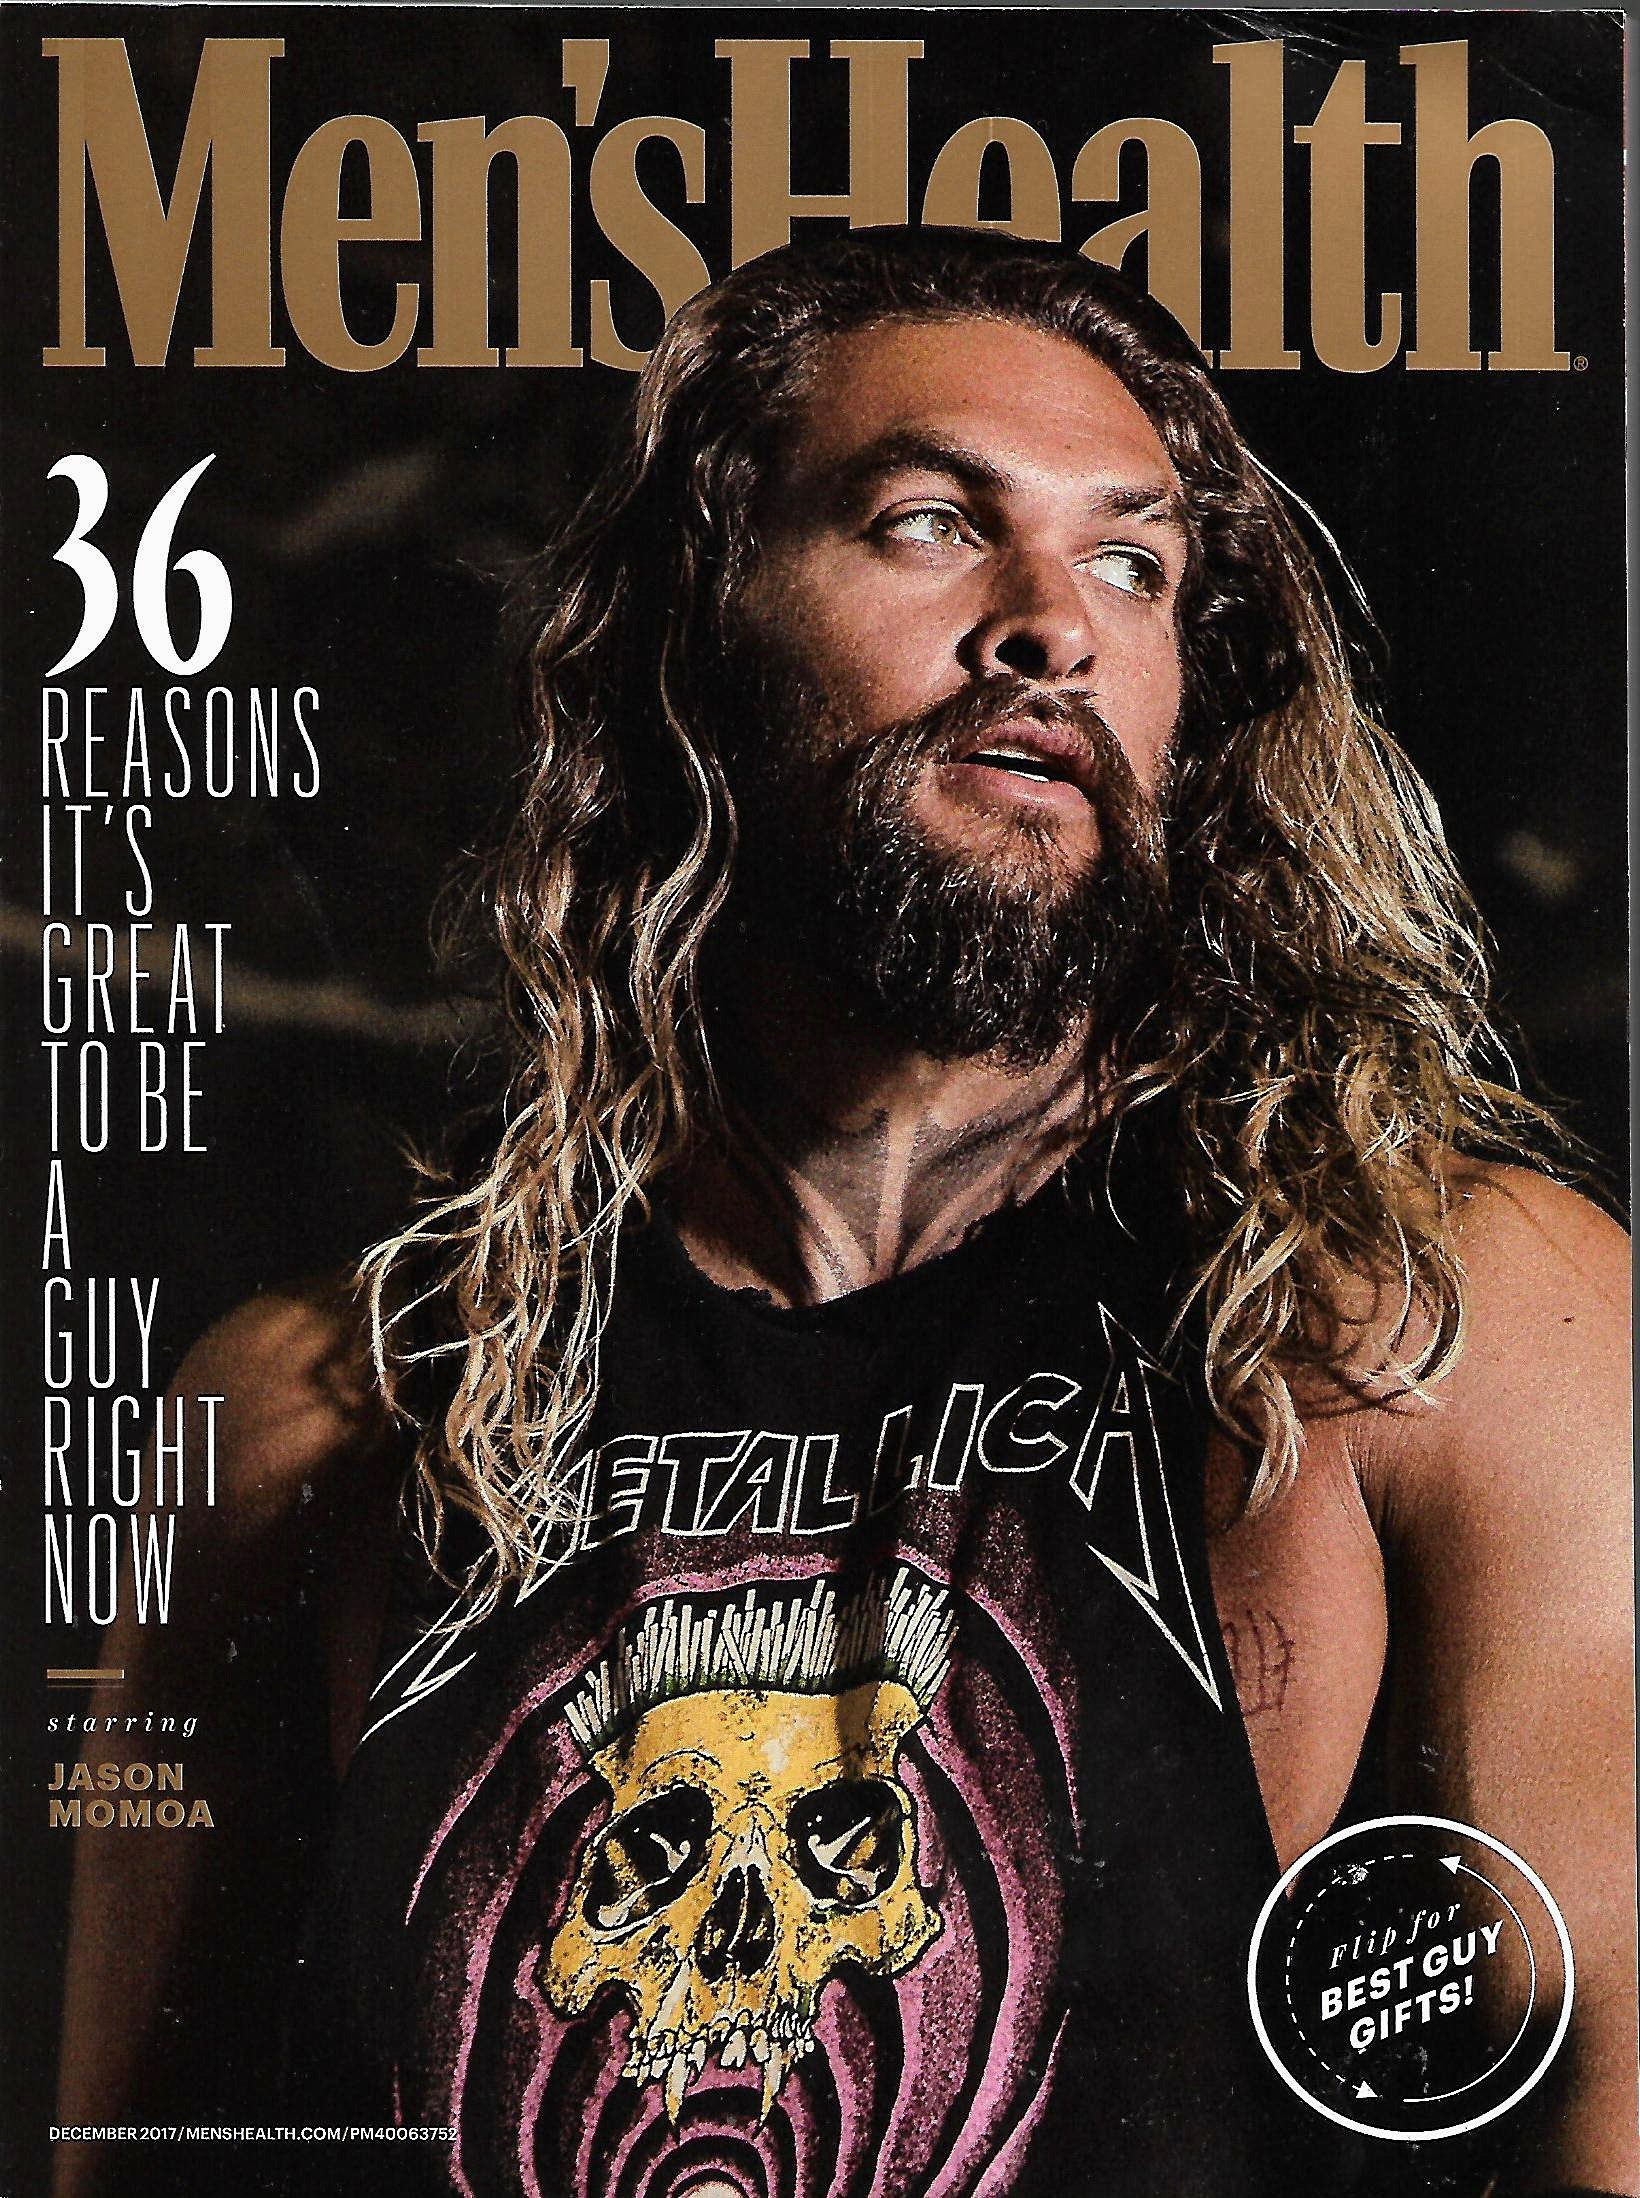 Men'sHealth®
36
REASONS
IT'S
GREAT
TO BE
A
GUY
RIGHT
NOW
starring
JASON
MOMOA
METALLICA
Flip for
BEST GUY
GIFTS!
DECEMBER 2017/MENSHEALTH.COM/PM40063752